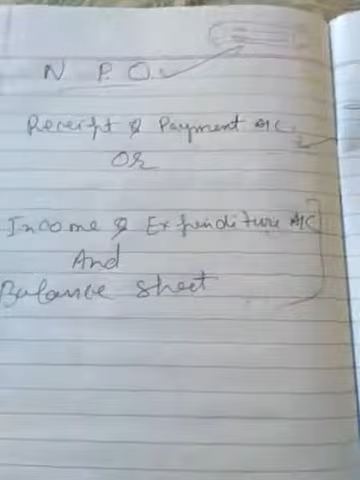 N P O
Receipt & Payment A/C
OR
Income & Expenditure A/C
And
Balance Sheet